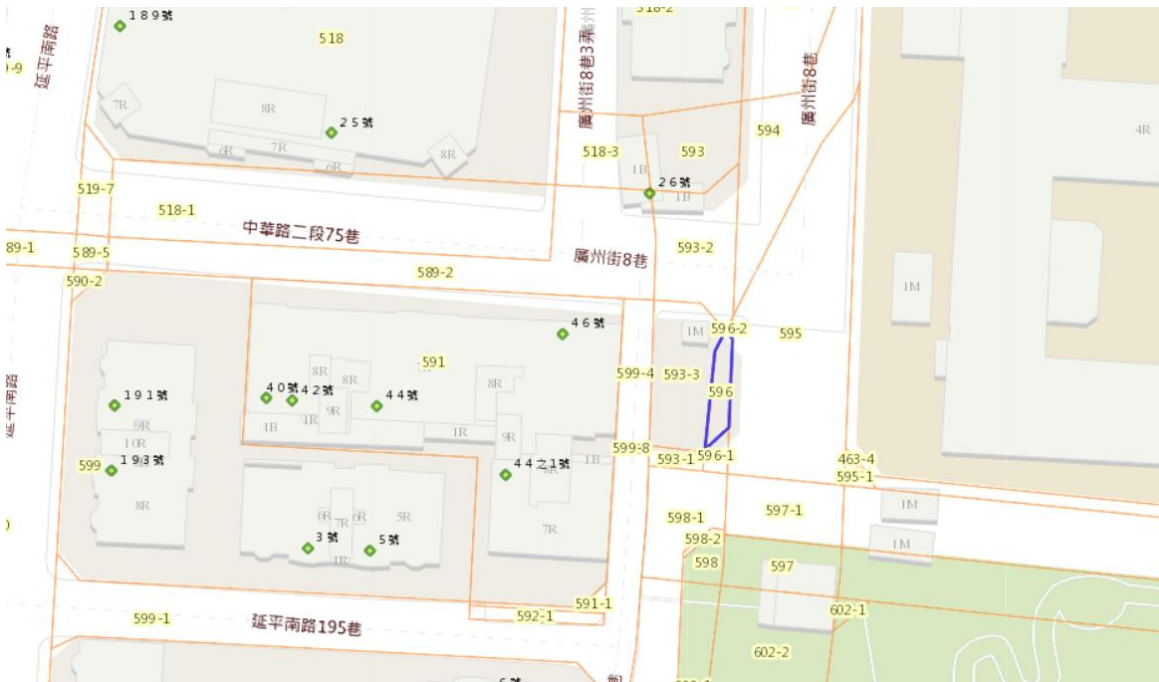 189號
518
518-2
延平南路
7R
8R
25號
6R
7R
6R
8R
廣州街8巷3弄
廣州街8巷
594
4R
518-3
593
1B
26號
1B
519-7
518-1
中華路二段75巷
廣州街8巷
593-2
89-1
589-5
589-2
590-2
1M
46號
1M
596-2
595
591
8R
8R
8R
599-4
593-3
596
191號
40號
42號
44號
9R
9R
1R
1B
1R
9R
10R
599
193號
8R
599-8
593-1
596-1
463-4
595-1
44之1號
1B
7R
6R
7R
6R
5R
3號
5號
1R
598-1
597-1
1M
598-2
598
597
1M
591-1
592-1
602-1
599-1
延平南路195巷
602-2